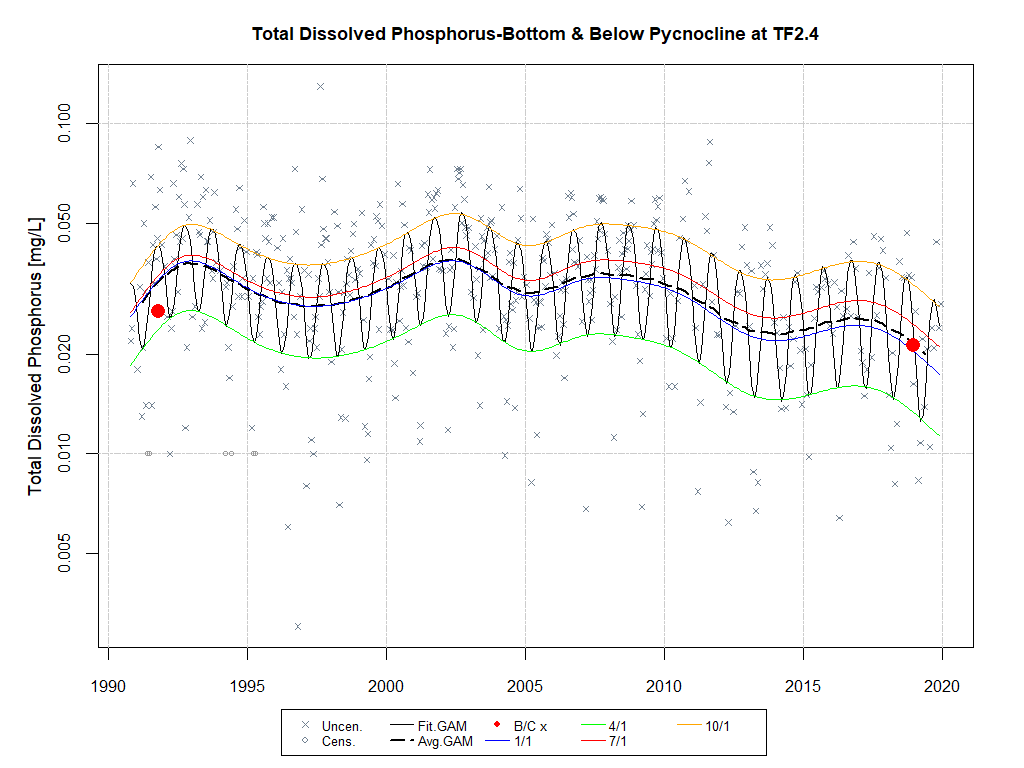 Total Dissolved Phosphorus-Bottom & Below Pycnocline at TF2.4
Total Dissolved Phosphorus [mg/L]
0.100
0.050
0.020
0.010
0.005
1990 1995 2000 2005 2010 2015 2020
Uncen. Fit.GAM B/C x 4/1 10/1
Cens. Avg.GAM 1/1 7/1